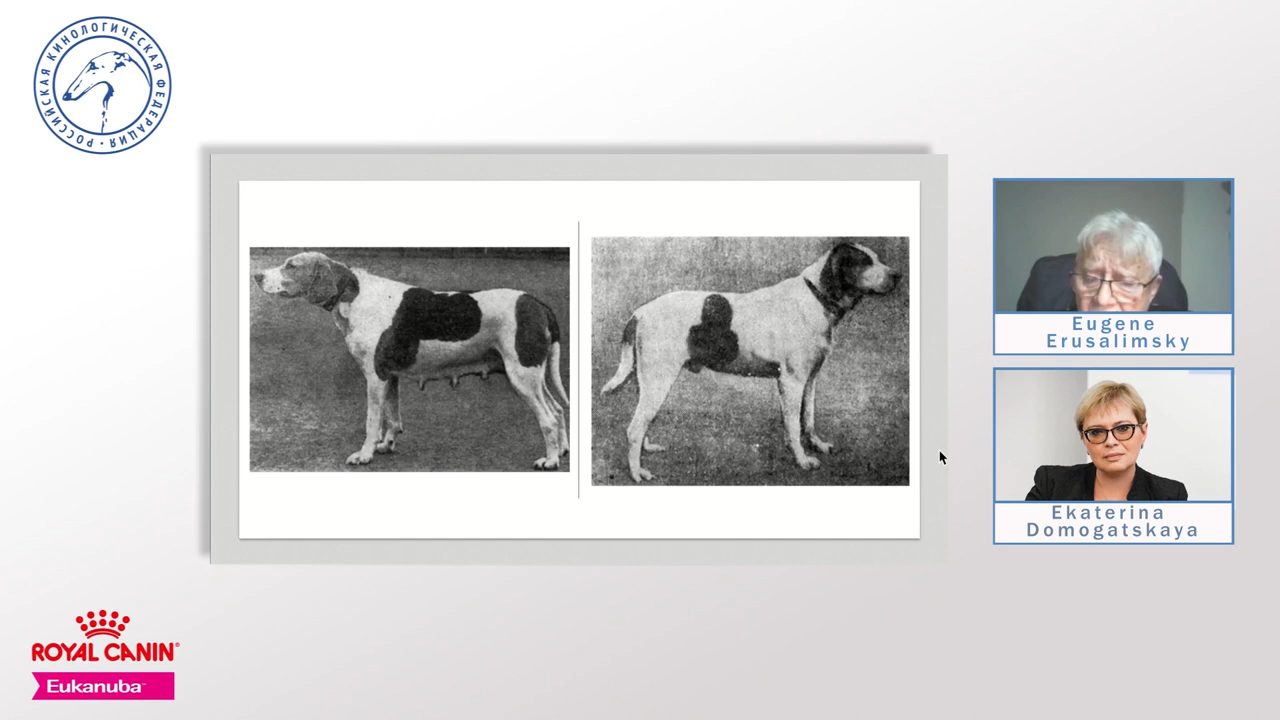 РОССИЙСКАЯ КИНОЛОГИЧЕСКАЯ ФЕДЕРАЦИЯ
Eugene
Erusalimsky
Ekaterina
Domogatskaya
ROYAL CANIN
Eukanuba